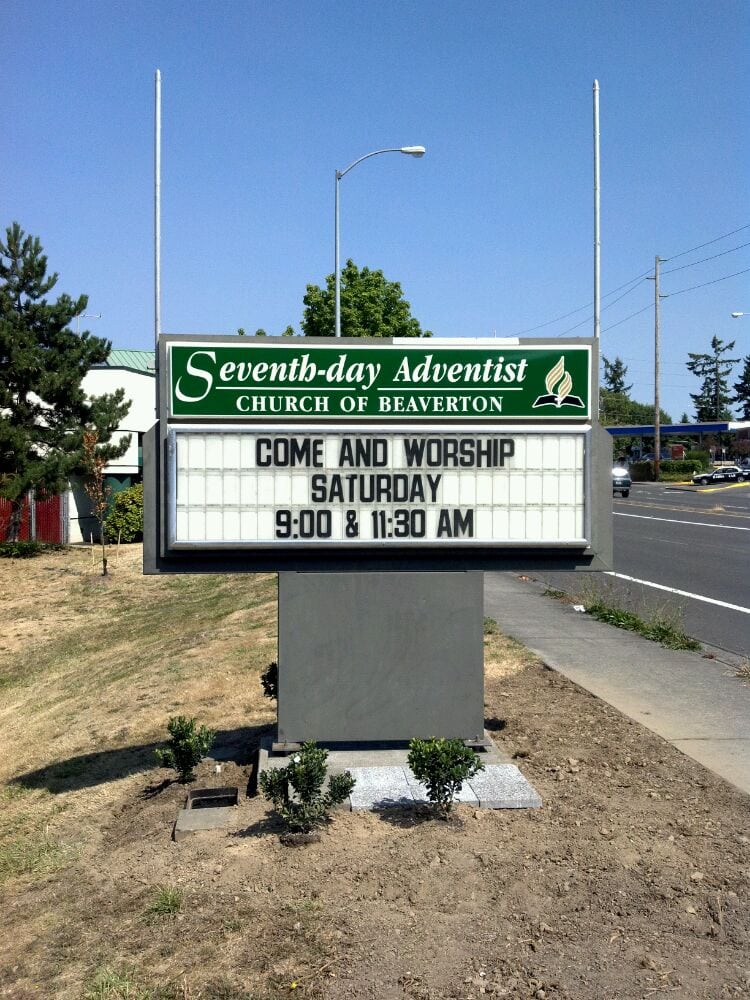 Seventh-day Adventist
CHURCH OF BEAVERTON
COME AND WORSHIP
SATURDAY
9:00 & 11:30 AM